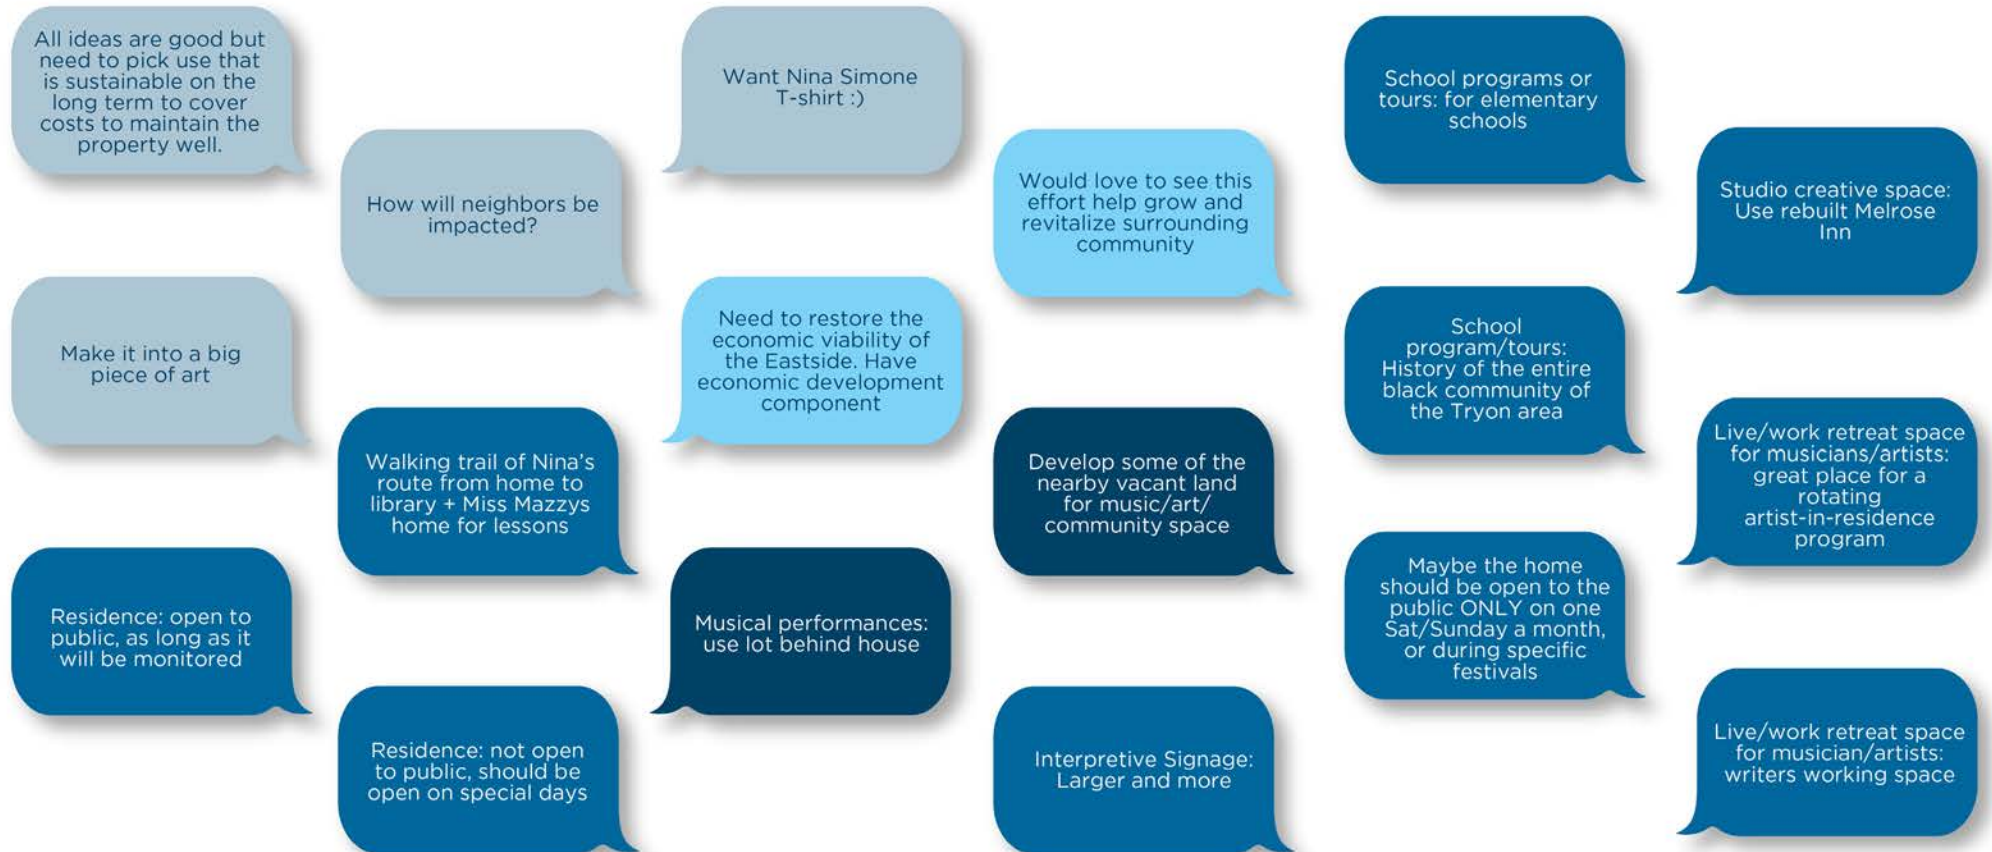 All ideas are good but
need to pick use that
is sustainable on the
long term to cover
costs to maintain the
property well.
How will neighbors be
impacted?
Want Nina Simone
T-shirt :)
Would love to see this
effort help grow and
revitalize surrounding
community
School programs or
tours: for elementary
schools
Studio creative space:
Use rebuilt Melrose
Inn
Make it into a big
piece of art
Need to restore the
economic viability of
the Eastside. Have
economic development
component
School
program/tours:
History of the entire
black community of
the Tryon area
Walking trail of Nina's
route from home to
library + Miss Mazzys
home for lessons
Develop some of the
nearby vacant land
for music/art/
community space
Live/work retreat space
for musicians/artists:
great place for a
rotating
artist-in-residence
program
Residence: open to
public, as long as it
will be monitored
Musical performances:
use lot behind house
Maybe the home
should be open to the
public ONLY on one
Sat/Sunday a month,
or during specific
festivals
Residence: not open
to public, should be
open on special days
Interpretive Signage:
Larger and more
Live/work retreat space
for musician/artists:
writers working space